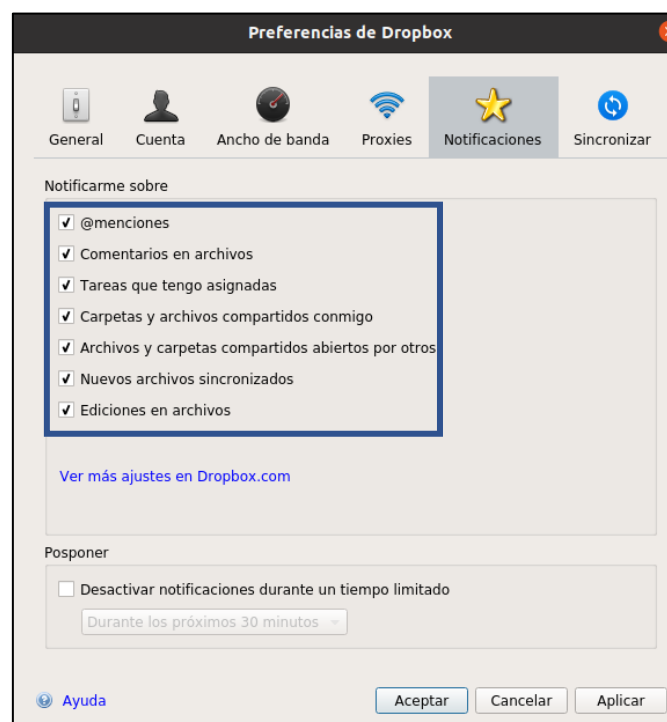 Preferencias de Dropbox
General Cuenta Ancho de banda Proxies Notificaciones Sincronizar
Notificarme sobre
@menciones
Comentarios en archivos
Tareas que tengo asignadas
Carpetas y archivos compartidos conmigo
Archivos y carpetas compartidos abiertos por otros
Nuevos archivos sincronizados
Ediciones en archivos
Ver más ajustes en Dropbox.com
Posponer
Desactivar notificaciones durante un tiempo limitado
Durante los próximos 30 minutos
Ayuda Aceptar Cancelar Aplicar